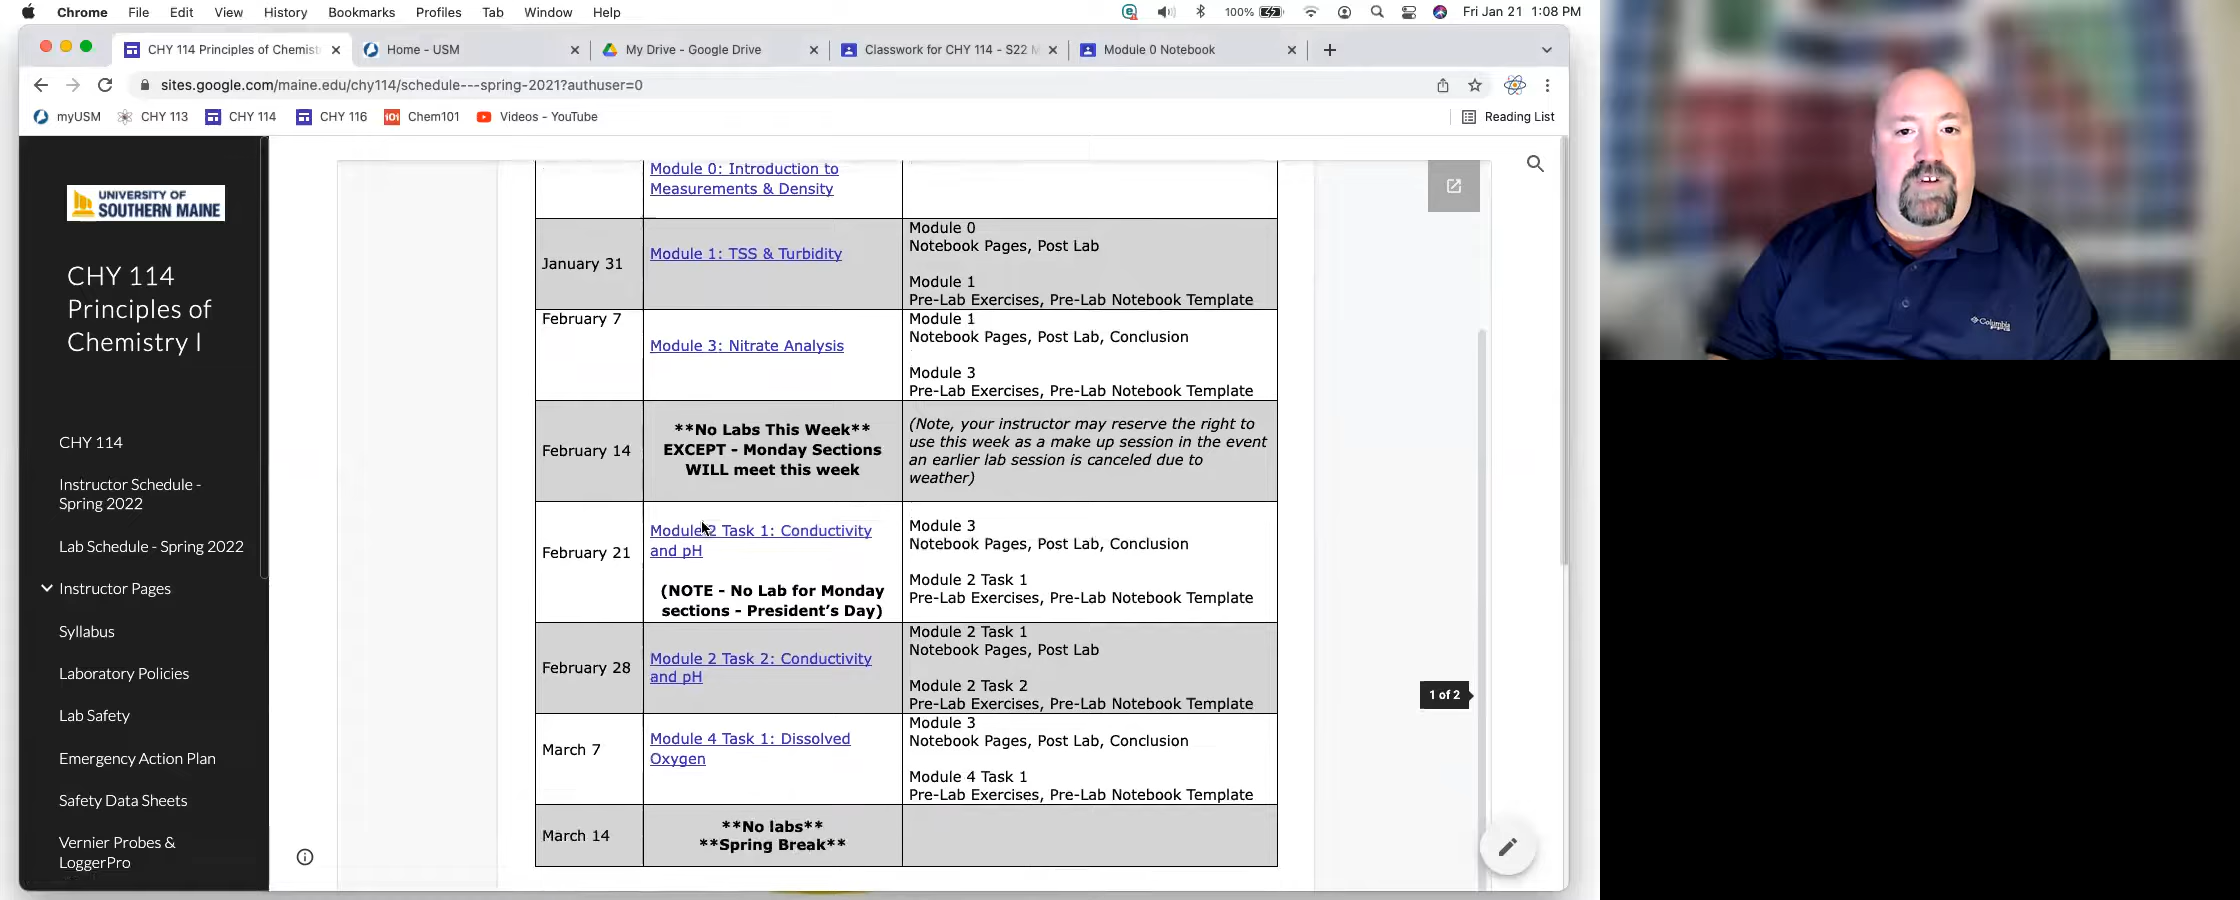 Chrome File Edit View History Bookmarks Profiles Tab Window Help 100% Fri Jan 21 1:08 PM
CHY 114 Principles of Chemist Home - USM My Drive - Google Drive Classwork for CHY 114 - S22 M Module 0 Notebook
sites.google.com/maine.edu/chy114/schedule---spring-2021?authuser=0
myUSM CHY 113 CHY 114 CHY 116 101 Chem101 Videos - YouTube Reading List
UNIVERSITY OF
SOUTHERN MAINE
CHY 114
Principles of
Chemistry I
CHY 114
Instructor Schedule -
Spring 2022
Lab Schedule - Spring 2022
Instructor Pages
Syllabus
Laboratory Policies
Lab Safety
Emergency Action Plan
Safety Data Sheets
Vernier Probes &
LoggerPro
Module 0: Introduction to
Measurements & Density
January 31
Module 1: TSS & Turbidity
Module 0
Notebook Pages, Post Lab
Module 1
Pre-Lab Exercises, Pre-Lab Notebook Template
February 7
Module 3: Nitrate Analysis
Module 1
Notebook Pages, Post Lab, Conclusion
Module 3
Pre-Lab Exercises, Pre-Lab Notebook Template
February 14
**No Labs This Week**
EXCEPT - Monday Sections
WILL meet this week
(Note, your instructor may reserve the right to
use this week as a make up session in the event
an earlier lab session is canceled due to
weather)
February 21
Module 2 Task 1: Conductivity
and pH
(NOTE - No Lab for Monday
sections - President's Day)
Module 3
Notebook Pages, Post Lab, Conclusion
Module 2 Task 1
Pre-Lab Exercises, Pre-Lab Notebook Template
February 28
Module 2 Task 2: Conductivity
and pH
Module 2 Task 1
Notebook Pages, Post Lab
Module 2 Task 2
Pre-Lab Exercises, Pre-Lab Notebook Template
March 7
Module 4 Task 1: Dissolved
Oxygen
Module 3
Notebook Pages, Post Lab, Conclusion
Module 4 Task 1
Pre-Lab Exercises, Pre-Lab Notebook Template
March 14
**No labs**
**Spring Break**
1 of 2
Columbia